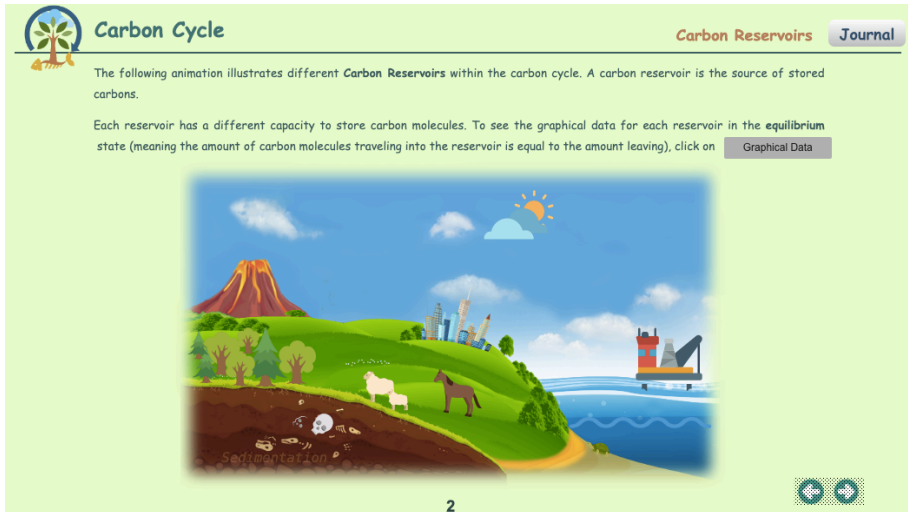 Carbon Cycle
Carbon Reservoirs
Journal
The following animation illustrates different Carbon Reservoirs within the carbon cycle. A carbon reservoir is the source of stored
carbons.
Each reservoir has a different capacity to store carbon molecules. To see the graphical data for each reservoir in the equilibrium
state (meaning the amount of carbon molecules traveling into the reservoir is equal to the amount leaving), click on Graphical Data
Sedimentation
2